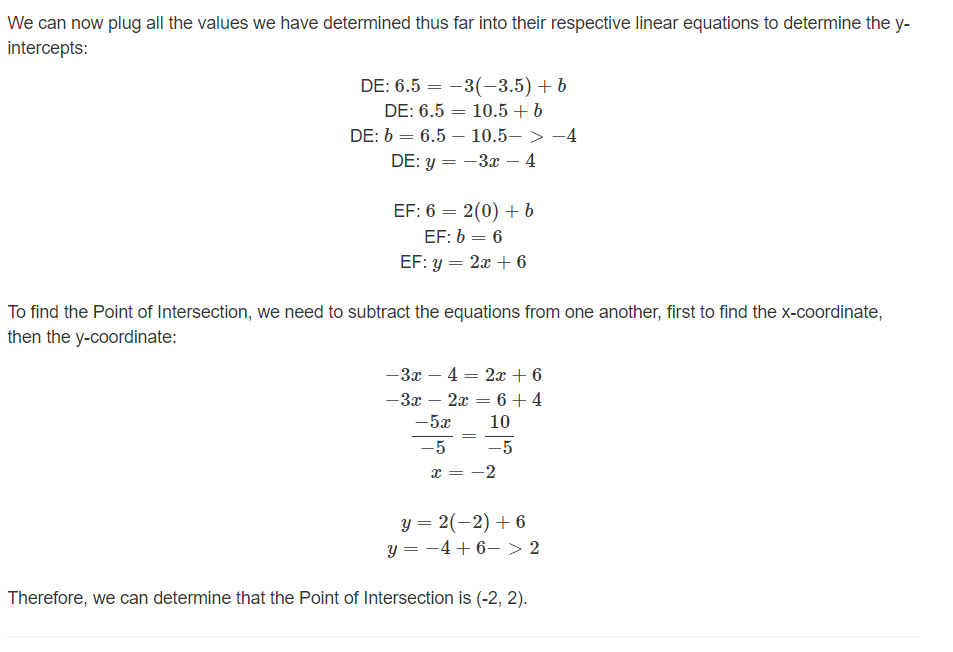 We can now plug all the values we have determined thus far into their respective linear equations to determine the y-
intercepts:
DE: 6.5 = −3(−3.5) + b
DE: 6.5 = 10.5 + b
DE: b = 6.5 − 10.5− > −4
DE: y = −3x − 4
EF: 6 = 2(0) + b
EF: b = 6
EF: y = 2x + 6
To find the Point of Intersection, we need to subtract the equations from one another, first to find the x-coordinate,
then the y-coordinate:
−3x − 4 = 2x + 6
−3x − 2x = 6 + 4
−5x/−5 = 10/−5
x = −2
y = 2(−2) + 6
y = −4 + 6− > 2
Therefore, we can determine that the Point of Intersection is (-2, 2).